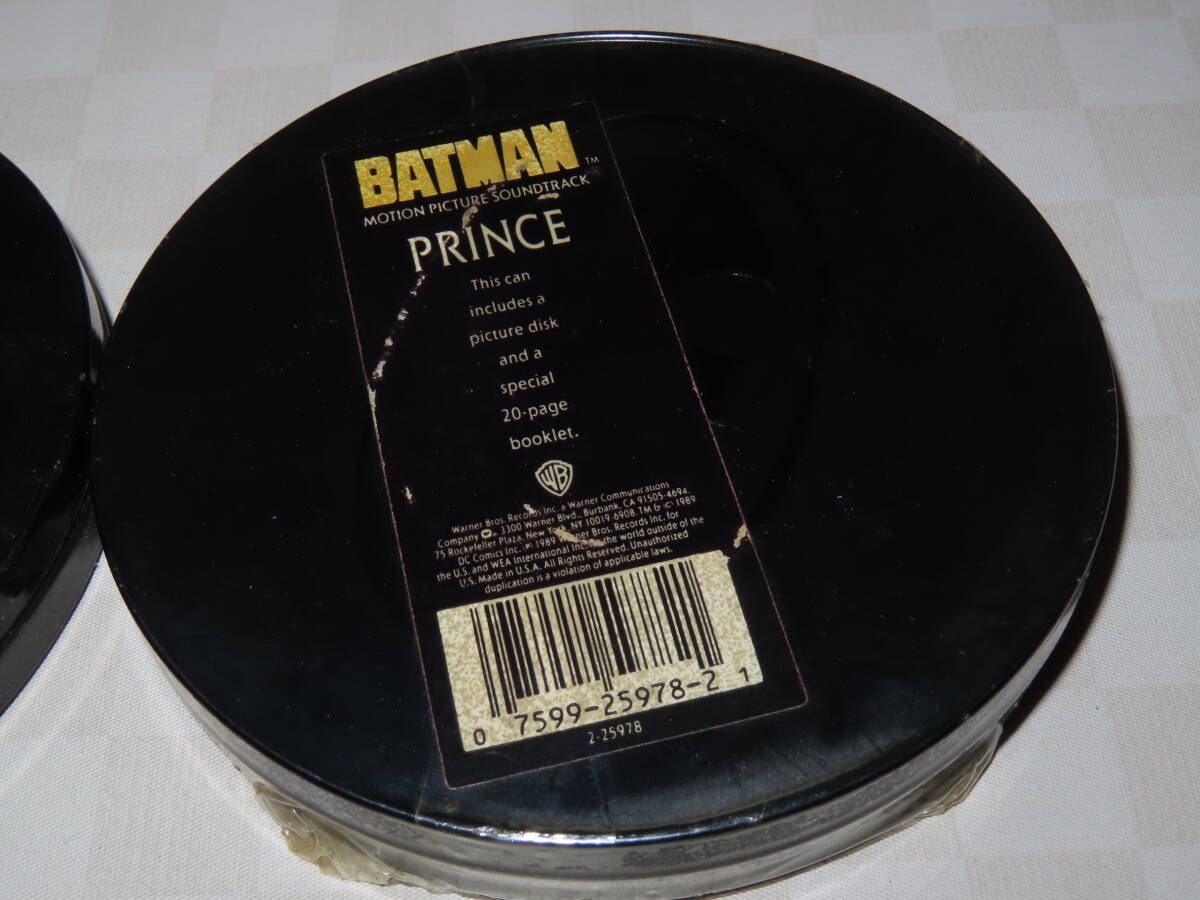 BATMAN ™
MOTION PICTURE SOUNDTRACK
PRINCE
This can
includes a
picture disk
and a
special
20-page
booklet.
WB
Warner Bros. Records Inc. a Warner Communications
Company, 3300 Warner Blvd., Burbank, CA 91505-4694.
75 Rockefeller Plaza, New York, NY 10019-6908 TM & © 1989
DC Comics Inc. ℗ 1989 Warner Bros. Records Inc. for
the U.S. and WEA International Inc. for the world outside of the
U.S. Made in U.S.A. All Rights Reserved. Unauthorized
duplication is a violation of applicable laws.
0 7599-25978-2 1
2-25978